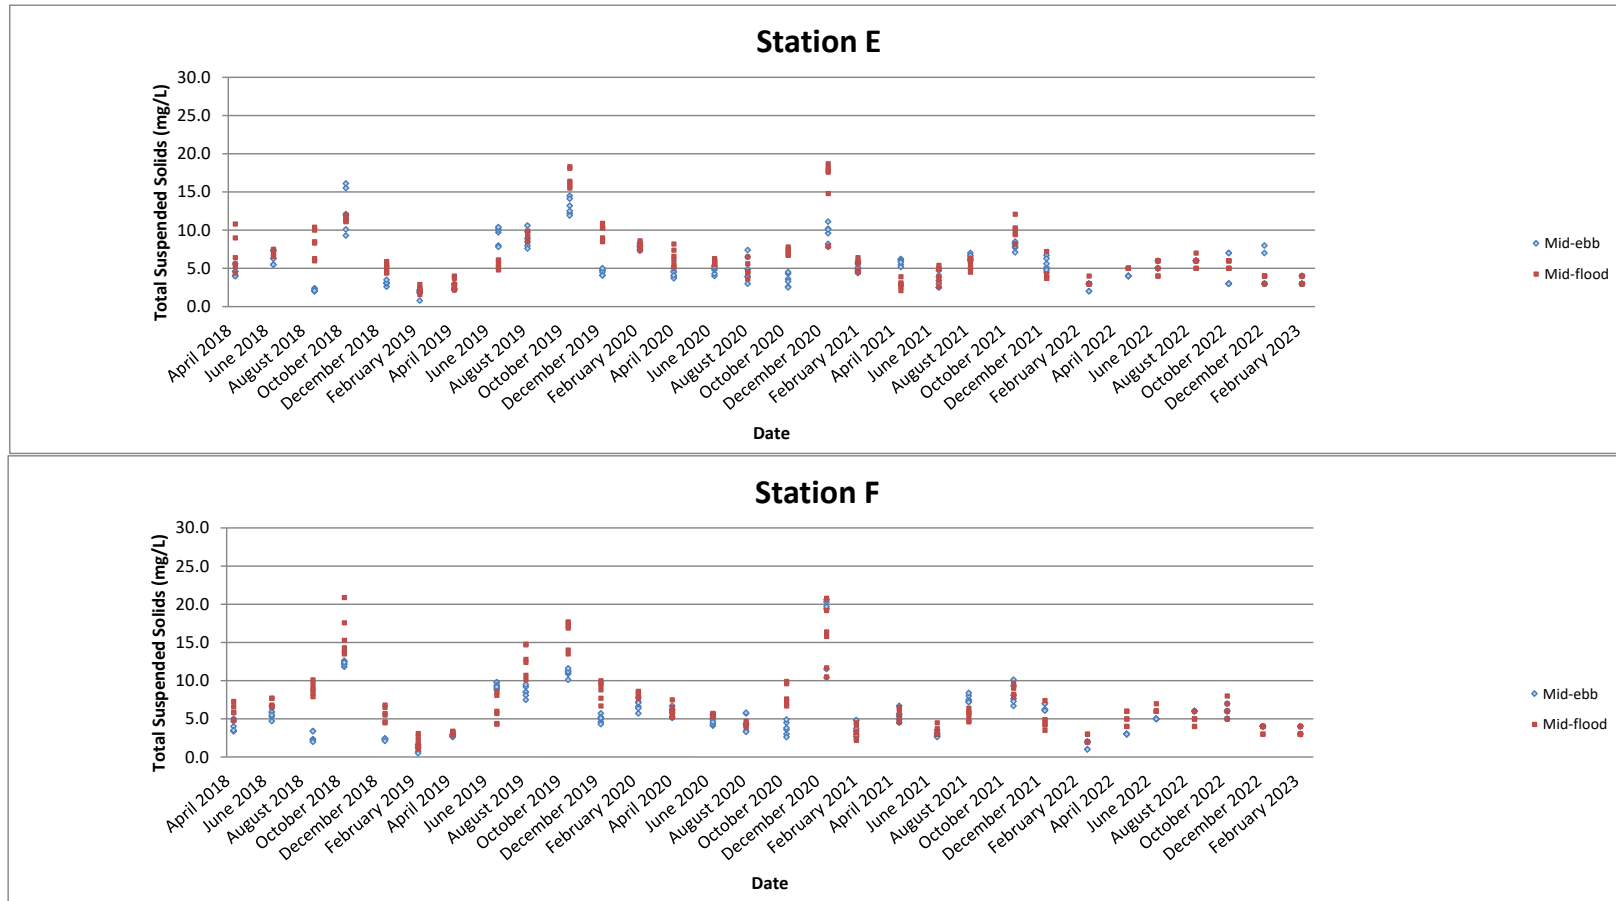 Station E
Total Suspended Solids (mg/L)
30.0
25.0
20.0
15.0
10.0
5.0
0.0
April 2018
June 2018
August 2018
October 2018
December 2018
February 2019
April 2019
June 2019
August 2019
October 2019
December 2019
February 2020
April 2020
June 2020
August 2020
October 2020
December 2020
February 2021
April 2021
June 2021
August 2021
October 2021
December 2021
February 2022
April 2022
June 2022
August 2022
October 2022
December 2022
February 2023
Date
Mid-ebb
Mid-flood
Station F
Total Suspended Solids (mg/L)
30.0
25.0
20.0
15.0
10.0
5.0
0.0
April 2018
June 2018
August 2018
October 2018
December 2018
February 2019
April 2019
June 2019
August 2019
October 2019
December 2019
February 2020
April 2020
June 2020
August 2020
October 2020
December 2020
February 2021
April 2021
June 2021
August 2021
October 2021
December 2021
February 2022
April 2022
June 2022
August 2022
October 2022
December 2022
February 2023
Date
Mid-ebb
Mid-flood